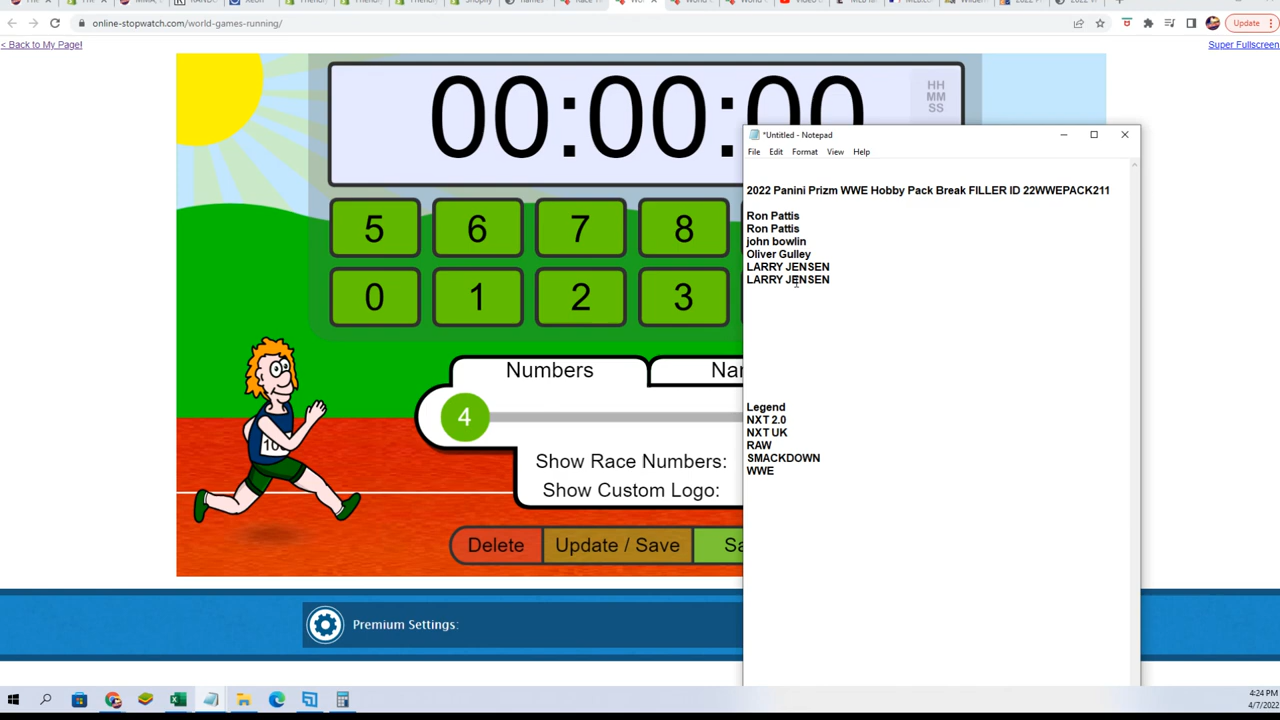 Shopify
online-stopwatch.com/world-games-running/
Update
< Back to My Page!
Super Fullscreen
00:00:00
HH
MM
SS
5
6
7
8
0
1
2
3
Numbers
Nar
4
Show Race Numbers:
Show Custom Logo:
Delete
Update / Save
Sa
Premium Settings:
*Untitled - Notepad
File
Edit
Format
View
Help
2022 Panini Prizm WWE Hobby Pack Break FILLER ID 22WWEPACK211
Ron Pattis
Ron Pattis
john bowlin
Oliver Gulley
LARRY JENSEN
LARRY JENSEN
Legend
NXT 2.0
NXT UK
RAW
SMACKDOWN
WWE
4:24 PM
4/7/2022